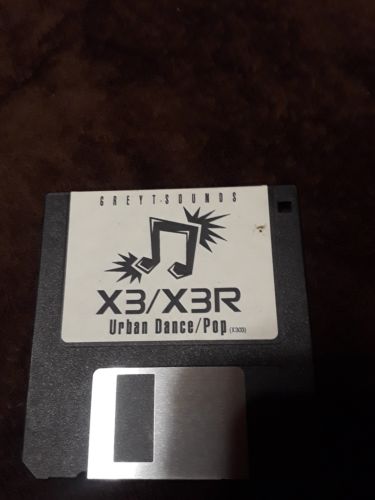 GREYTSOUNDS
X3/X3R
Urban Dance/Pop (X303)